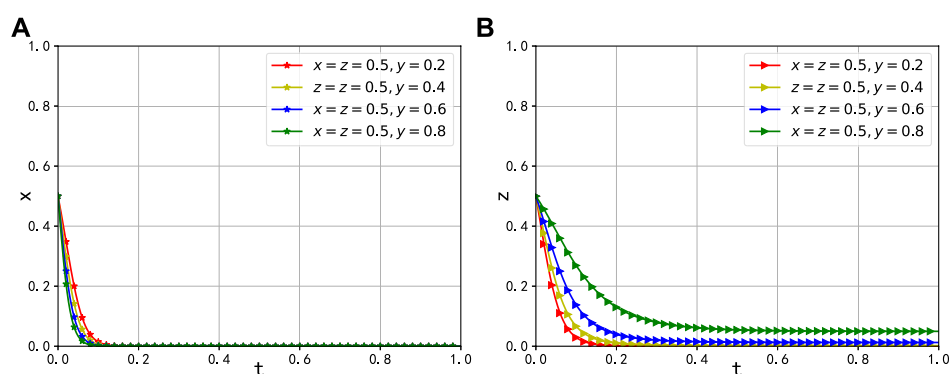 A
1.0
0.8
0.6
0.4
0.2
0.0
x
0.0 0.2 0.4 0.6 0.8 1.0
t
x = z = 0.5, y = 0.2
z = z = 0.5, y = 0.4
x = z = 0.5, y = 0.6
x = z = 0.5, y = 0.8
B
1.0
0.8
0.6
0.4
0.2
0.0
z
0.0 0.2 0.4 0.6 0.8 1.0
t
x = z = 0.5, y = 0.2
x = z = 0.5, y = 0.4
x = z = 0.5, y = 0.6
x = z = 0.5, y = 0.8